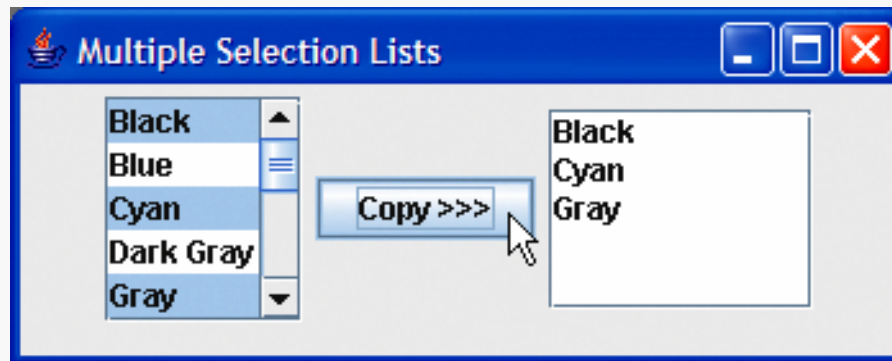 Multiple Selection Lists
Black
Blue
Cyan
Dark Gray
Gray
Copy >>>
Black
Cyan
Gray